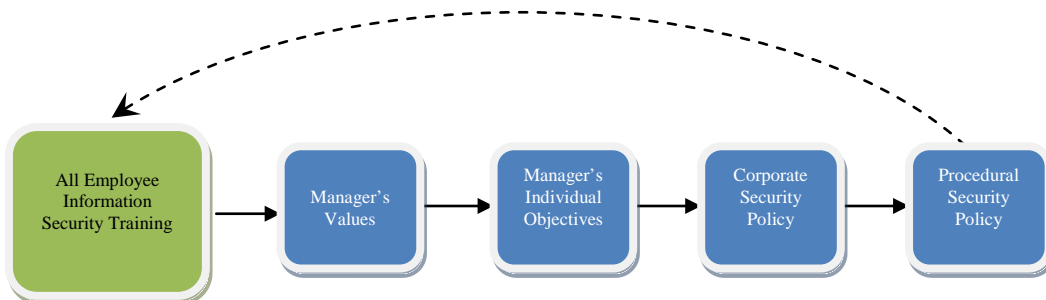 All Employee
Information
Security Training
Manager’s
Values
Manager’s
Individual
Objectives
Corporate
Security
Policy
Procedural
Security
Policy